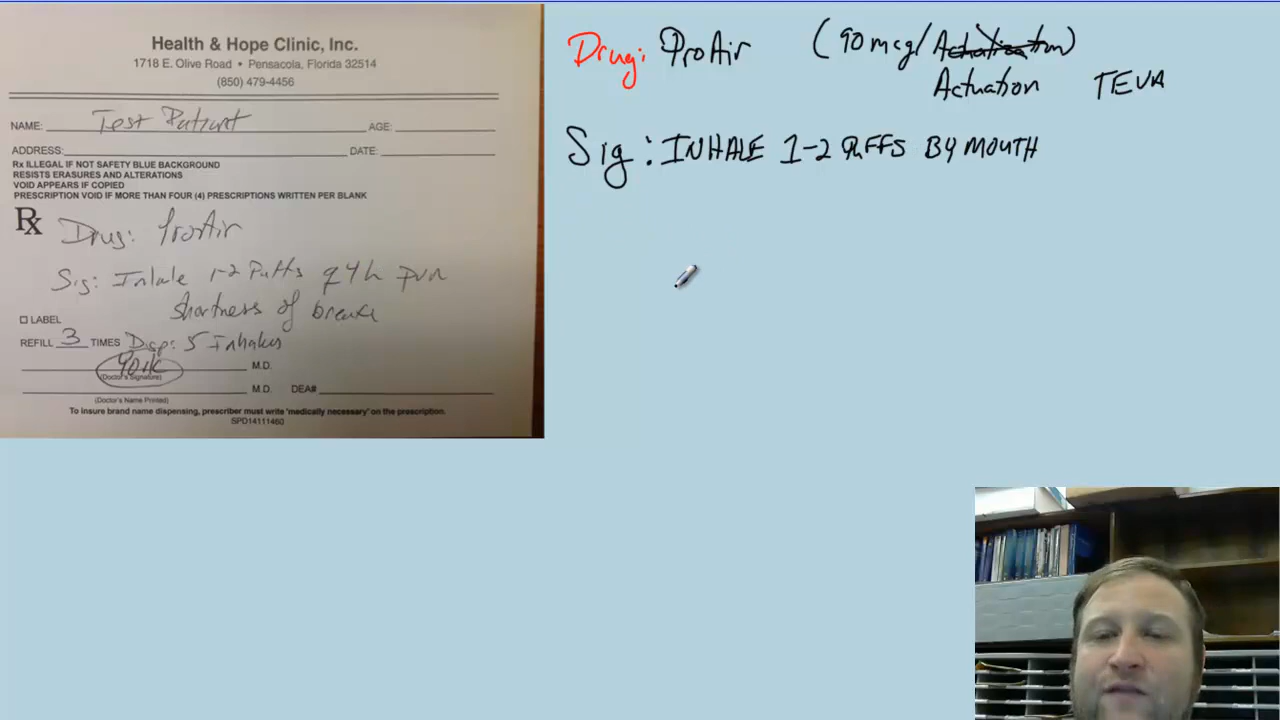 Health & Hope Clinic, Inc.
1718 E. Olive Road • Pensacola, Florida 32514
(850) 479-4456
NAME: Test Patient AGE:
ADDRESS: DATE:
Rx ILLEGAL IF NOT SAFETY BLUE BACKGROUND
RESISTS ERASURES AND ALTERATIONS
VOID APPEARS IF COPIED
PRESCRIPTION VOID IF MORE THAN FOUR (4) PRESCRIPTIONS WRITTEN PER BLANK
Rx Drug: ProAir
Sig: Inhale 1-2 Puffs q4h prn
shortness of
LABEL
REFILL 3 TIMES Disp: 5 Inhalers
York M.D.
(Doctor's Signature)
M.D. DEA#
(Doctor's Name Printed)
To insure brand name dispensing, prescriber must write 'medically necessary' on the prescription.
SPD14111460
Drug: ProAir (90 mcg/
Actuation TEVA
Sig: INHALE 1-2 PUFFS BY MOUTH